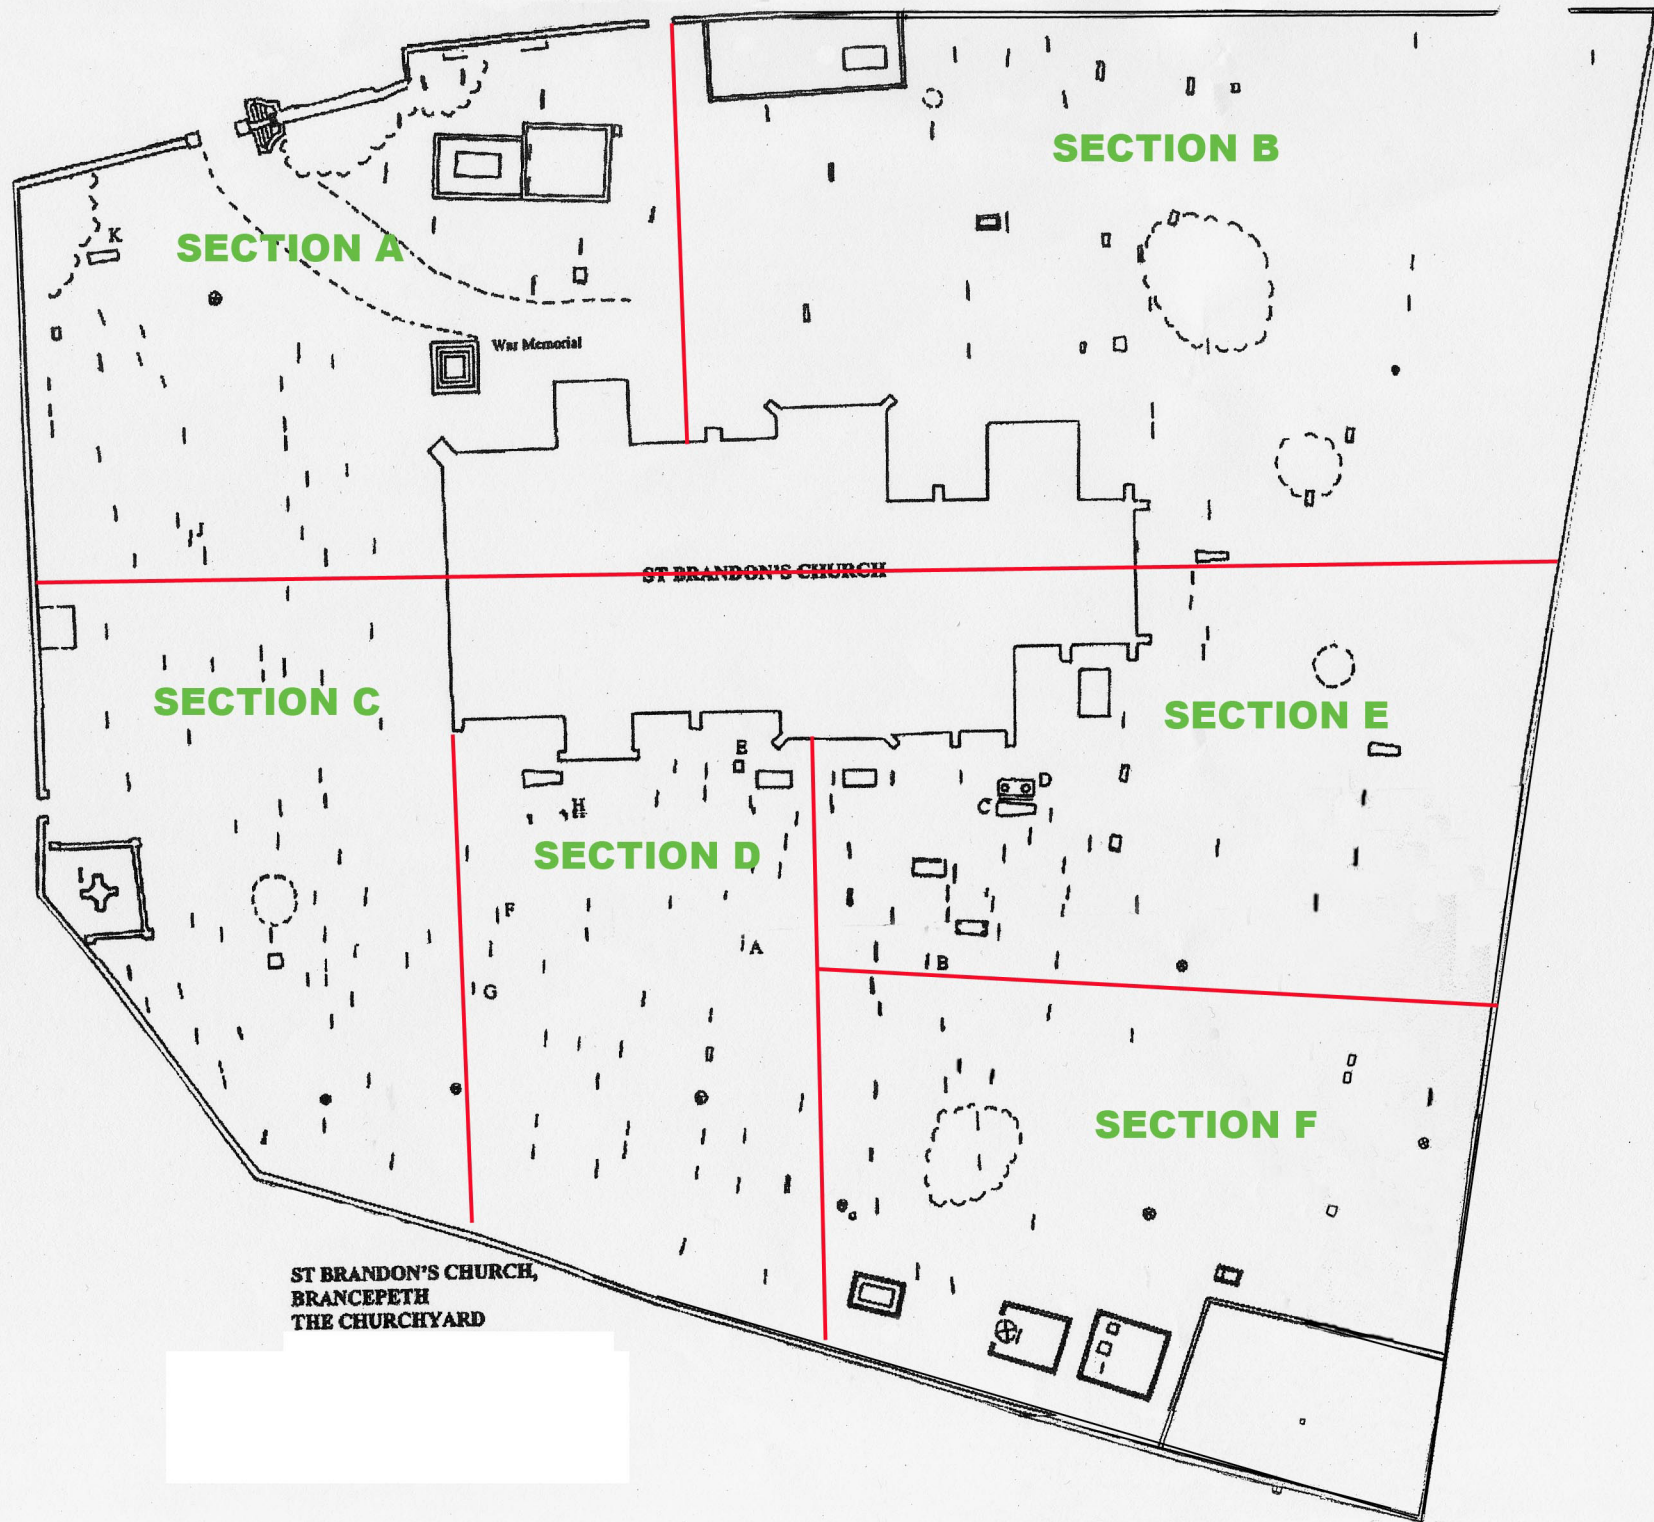 SECTION B
K
SECTION A
War Memorial
J
ST BRANDON'S CHURCH
SECTION C
SECTION E
E
D
C
H
SECTION D
F
A
B
G
SECTION F
ST BRANDON'S CHURCH,
BRANCEPETH
THE CHURCHYARD